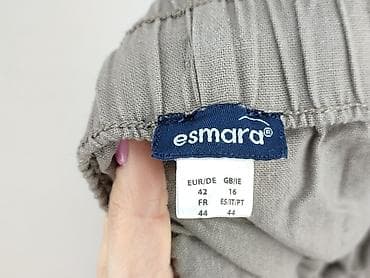 esmara®
EUR/DE GB/IE
42 16
FR ES/IT/PT
44 44